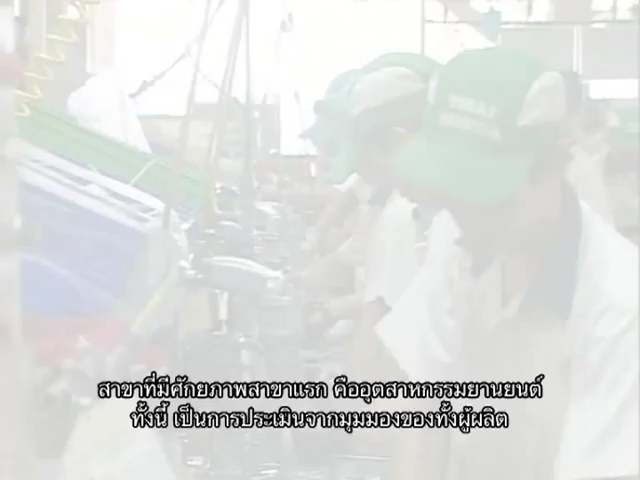 สาขาที่มีศักยภาพสาขาแรก คืออุตสาหกรรมยานยนต์
ทั้งนี้ เป็นการประเมินจากมุมมองของทั้งผู้ผลิต